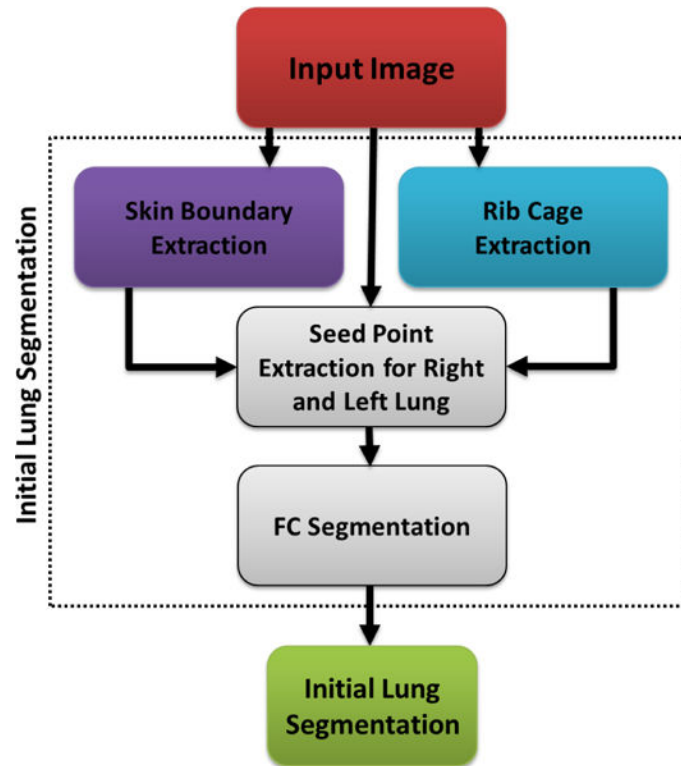 Input Image
Initial Lung Segmentation
Skin Boundary
Extraction
Rib Cage
Extraction
Seed Point
Extraction for Right
and Left Lung
FC Segmentation
Initial Lung
Segmentation